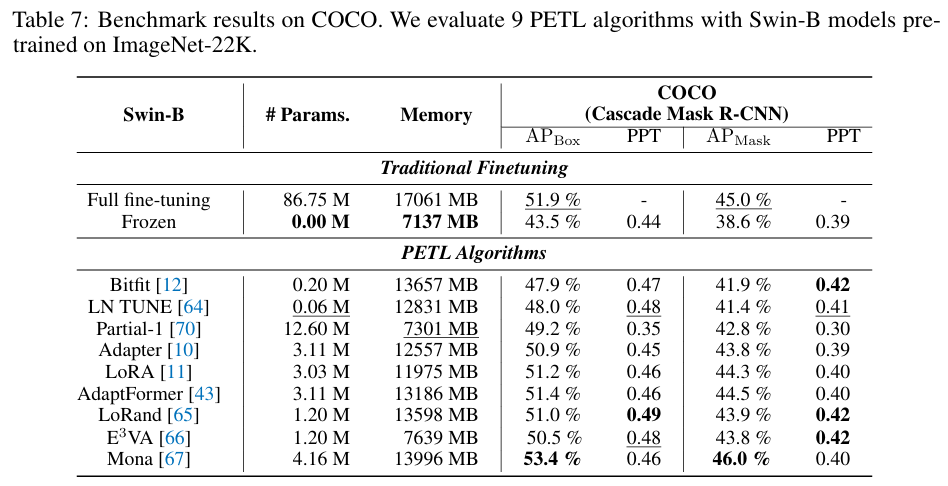 Table 7: Benchmark results on COCO. We evaluate 9 PETL algorithms with Swin-B models pre-
trained on ImageNet-22K.
Swin-B # Params. Memory COCO (Cascade Mask R-CNN)
AP_Box PPT AP_Mask PPT
Traditional Finetuning
Full fine-tuning 86.75 M 17061 MB 51.9 % - 45.0 % -
Frozen 0.00 M 7137 MB 43.5 % 0.44 38.6 % 0.39
PETL Algorithms
Bitfit [12] 0.20 M 13657 MB 47.9 % 0.47 41.9 % 0.42
LN TUNE [64] 0.06 M 12831 MB 48.0 % 0.48 41.4 % 0.41
Partial-1 [70] 12.60 M 7301 MB 49.2 % 0.35 42.8 % 0.30
Adapter [10] 3.11 M 12557 MB 50.9 % 0.45 43.8 % 0.39
LoRA [11] 3.03 M 11975 MB 51.2 % 0.46 44.3 % 0.40
AdaptFormer [43] 3.11 M 13186 MB 51.4 % 0.46 44.5 % 0.40
LoRand [65] 1.20 M 13598 MB 51.0 % 0.49 43.9 % 0.42
E³VA [66] 1.20 M 7639 MB 50.5 % 0.48 43.8 % 0.42
Mona [67] 4.16 M 13996 MB 53.4 % 0.46 46.0 % 0.40